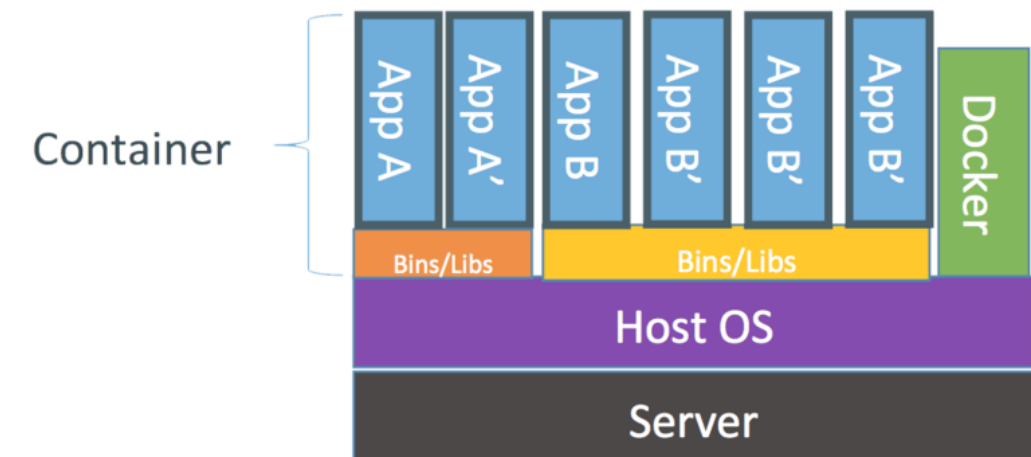 Container
App A
App A’
App B
App B’
App B’
App B’
Docker
Bins/Libs
Bins/Libs
Host OS
Server